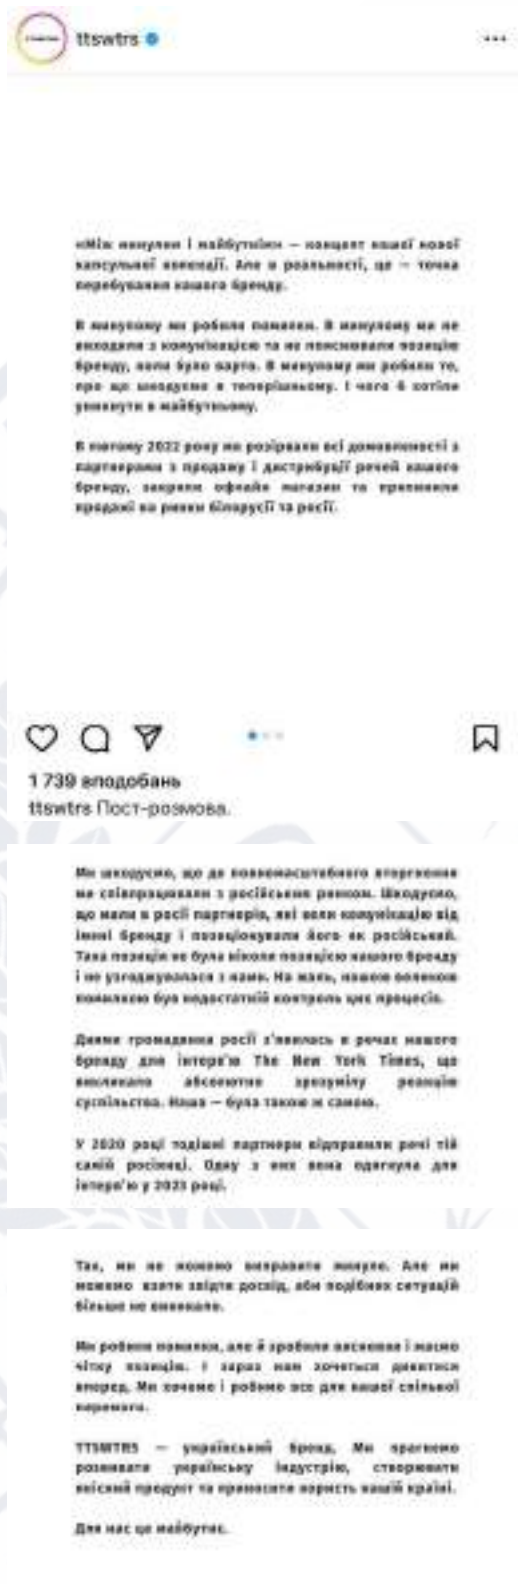 ttswtrs
«Між минулим і майбутнім» — концепт нашої нової
капсульної колекції. Але в реальності, це — точка
перебування нашого бренду.
В минулому ми робили помилки. В минулому ми не
виходили з комунікацією та не пояснювали позицію
бренду, коли було варто. В минулому ми робили те,
про що шкодуємо в теперішньому. І чого б хотіли
уникнути в майбутньому.
В лютому 2022 року ми розірвали всі домовленості з
партнерами з продажу і дистрибуції речей нашого
бренду, закрили офлайн магазин та припинили
продажі на ринки білорусії та росії.
1 739 вподобань
ttswtrs Пост-розмова.
Ми шкодуємо, що до повномасштабного вторгнення
ми співпрацювали з російським ринком. Шкодуємо,
що мали в росії партнерів, які вели комунікацію від
імені бренду і позиціонували його як російський.
Така позиція не була ніколи позицією нашого бренду
і не узгоджувалася з нами. На жаль, нашою великою
помилкою був недостатній контроль цих процесів.
Днями громадянка росії з'явилась в речах нашого
бренду для інтерв'ю The New York Times, що
викликало абсолютно зрозумілу реакцію
суспільства. Наша — була такою ж самою.
У 2020 році тодішні партнери відправили речі тій
самій росіянці. Одну з них вона одягнула для
інтерв'ю у 2023 році.
Так, ми не можемо виправити минуле. Але ми
можемо взяти звідти досвід, аби подібних ситуацій
більше не виникало.
Ми робили помилки, але й зробили висновки і маємо
чітку позицію. І зараз нам хочеться дивитися
вперед. Ми хочемо і робимо все для нашої спільної
перемоги.
TTSWTRS — український бренд. Ми прагнемо
розвивати українську індустрію, створювати
якісний продукт та приносити користь нашій країні.
Для нас це майбутнє.